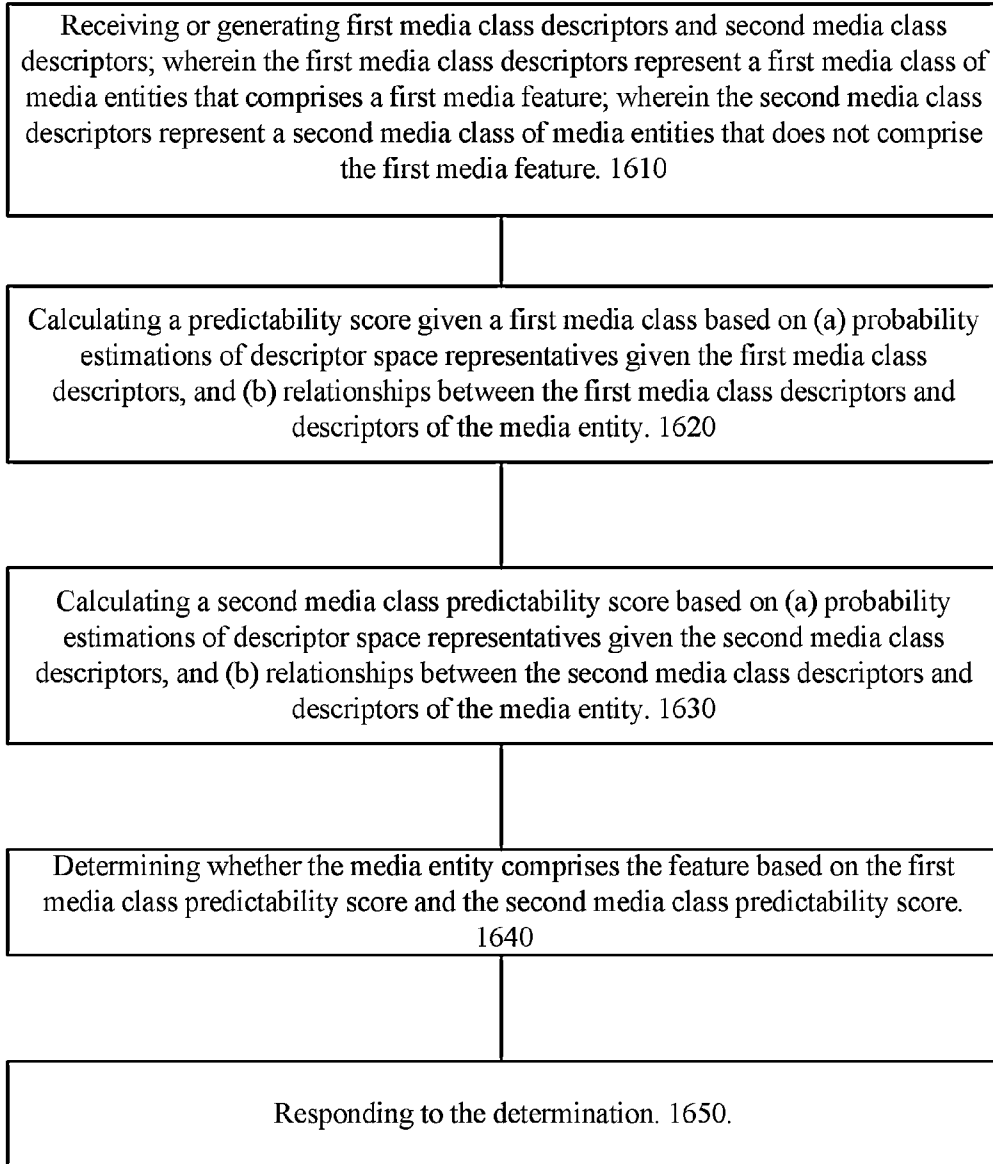 Receiving or generating first media class descriptors and second media class
descriptors; wherein the first media class descriptors represent a first media class of
media entities that comprises a first media feature; wherein the second media class
descriptors represent a second media class of media entities that does not comprise
the first media feature. 1610
Calculating a predictability score given a first media class based on (a) probability
estimations of descriptor space representatives given the first media class
descriptors, and (b) relationships between the first media class descriptors and
descriptors of the media entity. 1620
Calculating a second media class predictability score based on (a) probability
estimations of descriptor space representatives given the second media class
descriptors, and (b) relationships between the second media class descriptors and
descriptors of the media entity. 1630
Determining whether the media entity comprises the feature based on the first
media class predictability score and the second media class predictability score.
1640
Responding to the determination. 1650.